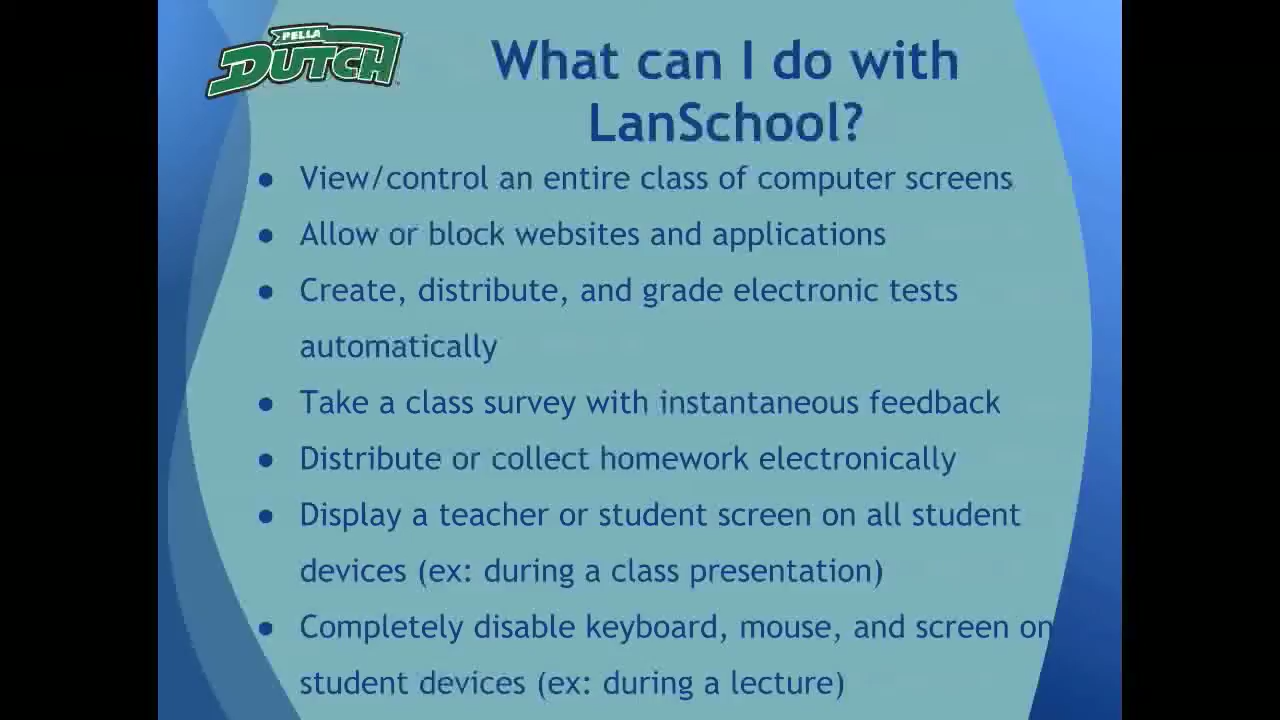 PELLA
DUTCH
What can I do with
LanSchool?
● View/control an entire class of computer screens
● Allow or block websites and applications
● Create, distribute, and grade electronic tests
automatically
● Take a class survey with instantaneous feedback
● Distribute or collect homework electronically
● Display a teacher or student screen on all student
devices (ex: during a class presentation)
● Completely disable keyboard, mouse, and screen on
student devices (ex: during a lecture)